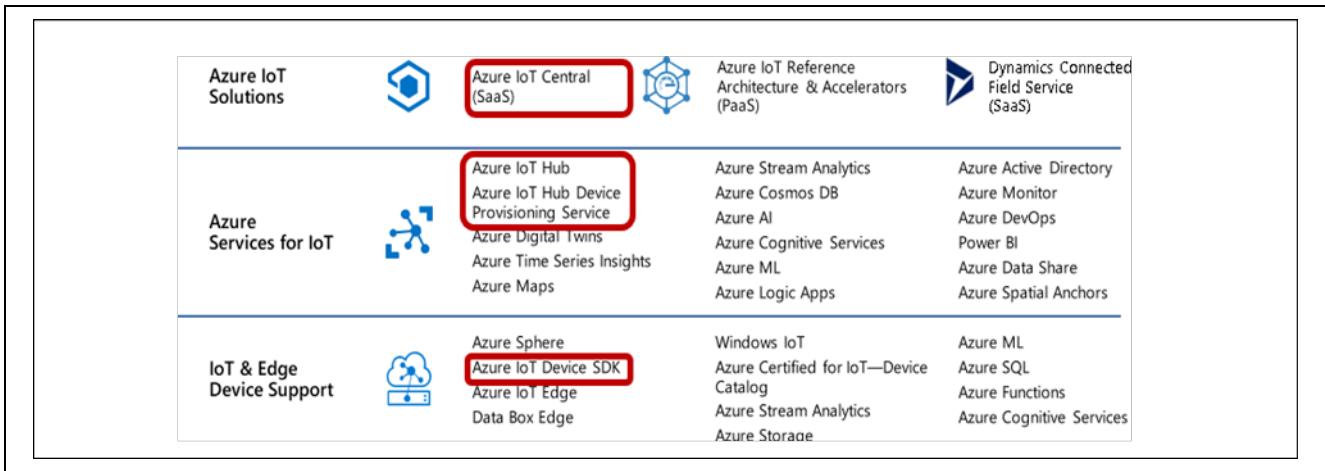 Azure IoT
Solutions
Azure IoT Central
(SaaS)
Azure IoT Reference
Architecture & Accelerators
(PaaS)
Dynamics Connected
Field Service
(SaaS)
Azure
Services for IoT
Azure IoT Hub
Azure IoT Hub Device
Provisioning Service
Azure Digital Twins
Azure Time Series Insights
Azure Maps
Azure Stream Analytics
Azure Cosmos DB
Azure AI
Azure Cognitive Services
Azure ML
Azure Logic Apps
Azure Active Directory
Azure Monitor
Azure DevOps
Power BI
Azure Data Share
Azure Spatial Anchors
IoT & Edge
Device Support
Azure Sphere
Azure IoT Device SDK
Azure IoT Edge
Data Box Edge
Windows IoT
Azure Certified for IoT—Device
Catalog
Azure Stream Analytics
Azure Storage
Azure ML
Azure SQL
Azure Functions
Azure Cognitive Services